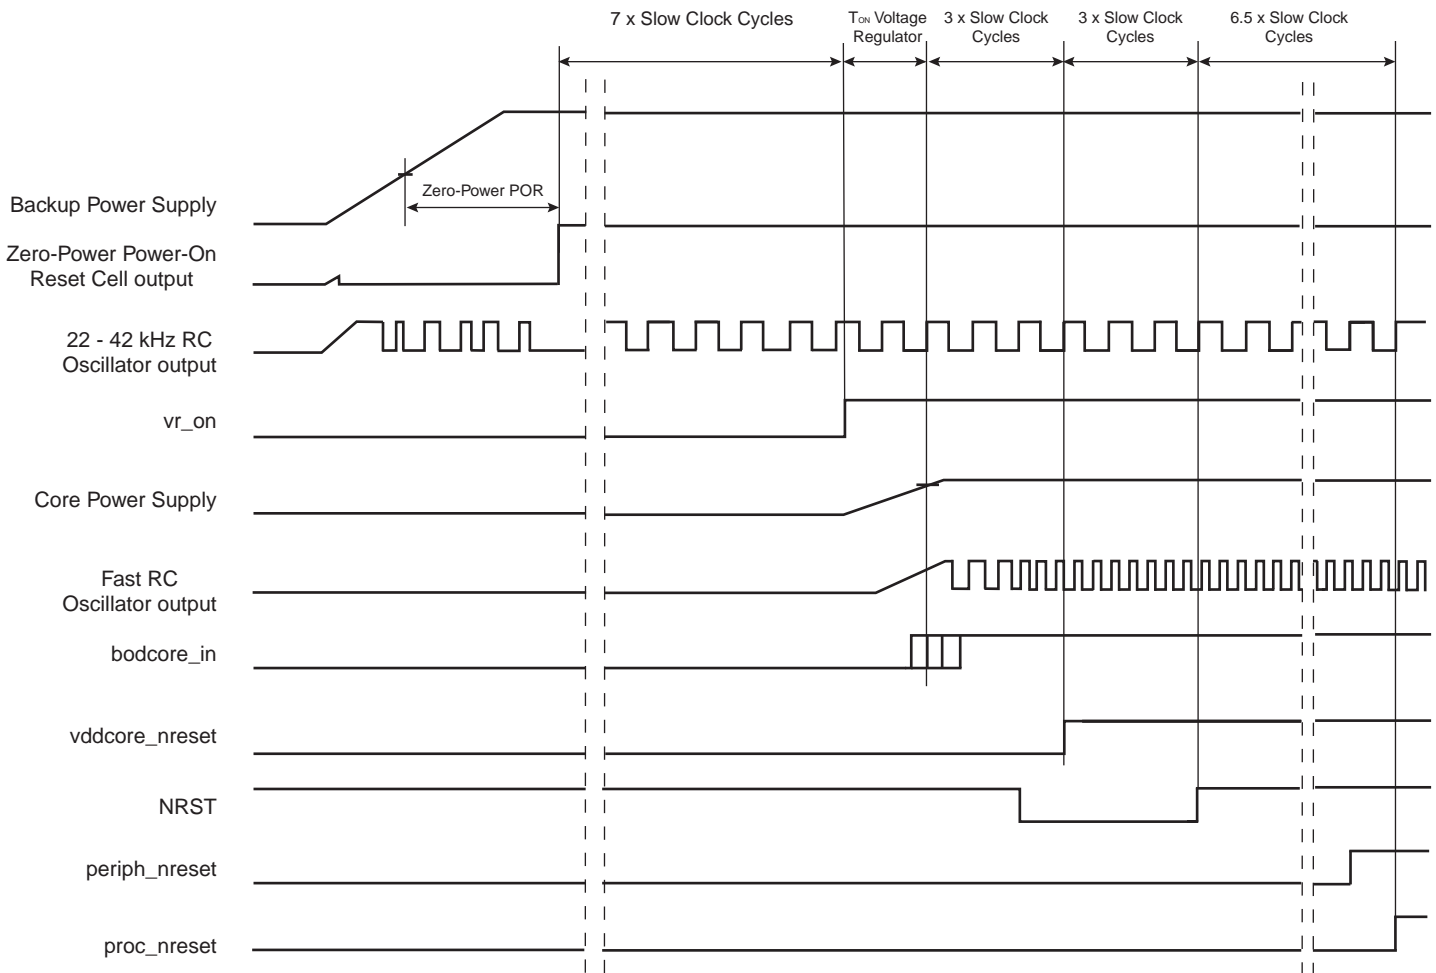 7 x Slow Clock Cycles
TON Voltage
Regulator
3 x Slow Clock
Cycles
3 x Slow Clock
Cycles
6.5 x Slow Clock
Cycles
Zero-Power POR
Backup Power Supply
Zero-Power Power-On
Reset Cell output
22 - 42 kHz RC
Oscillator output
vr_on
Core Power Supply
Fast RC
Oscillator output
bodcore_in
vddcore_nreset
NRST
periph_nreset
proc_nreset